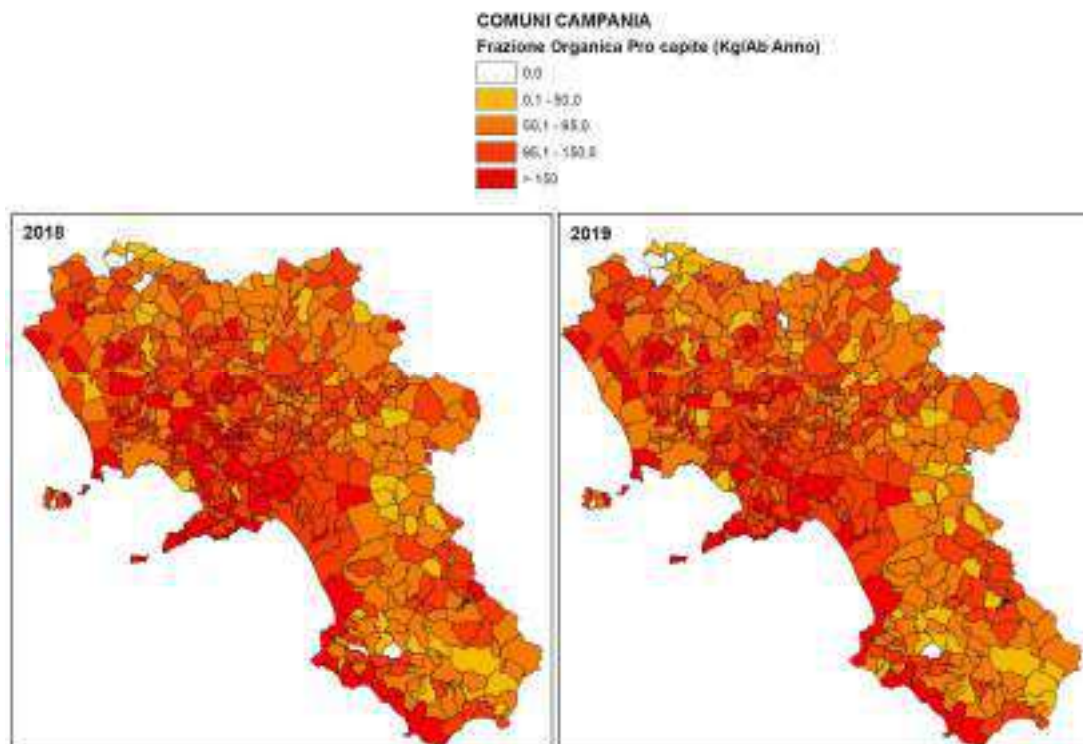 COMUNI CAMPANIA
Frazione Organica Pro capite (Kg/Ab Anno)
0,0
0,1 - 50,0
50,1 - 95,0
95,1 - 150,0
> 150
2018
2019